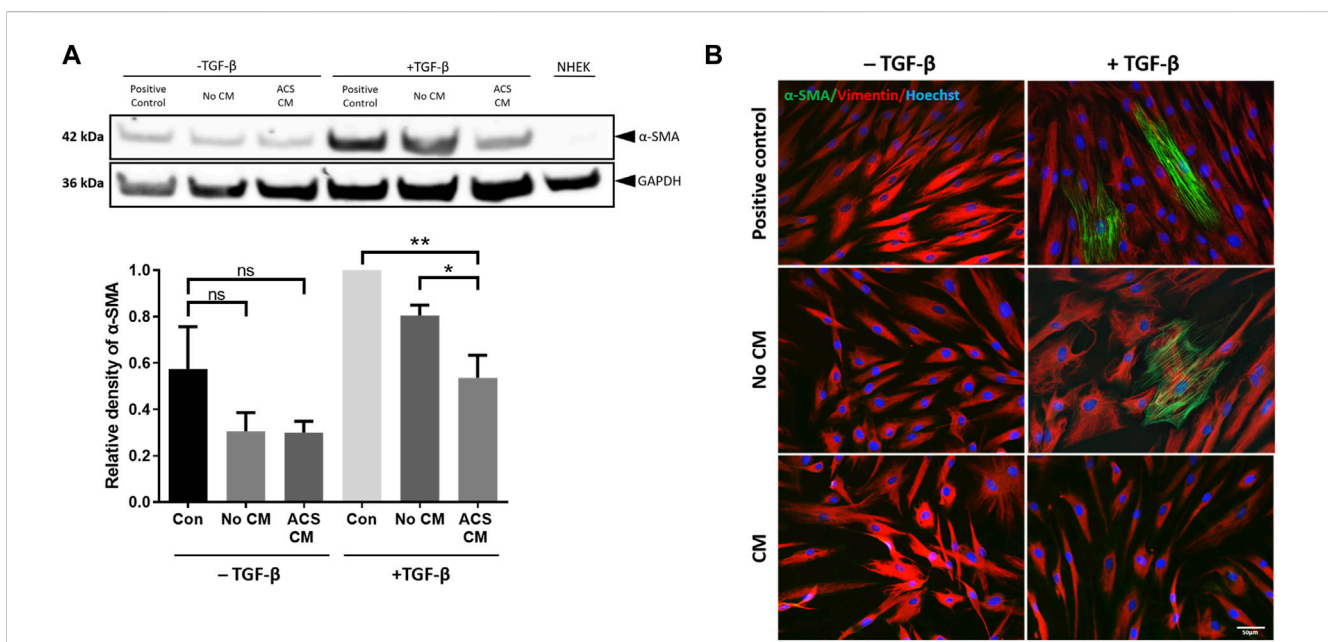 A
-TGF-β
+TGF-β
NHEK
Positive Control
No CM
ACS CM
Positive Control
No CM
ACS CM
42 kDa
α-SMA
36 kDa
GAPDH
Relative density of α-SMA
1.0
0.8
0.6
0.4
0.2
0.0
ns
ns
**
*
Con
No CM
ACS CM
Con
No CM
ACS CM
– TGF-β
+TGF-β
B
– TGF-β
+ TGF-β
α-SMA/Vimentin/Hoechst
Positive control
No CM
CM
50μm